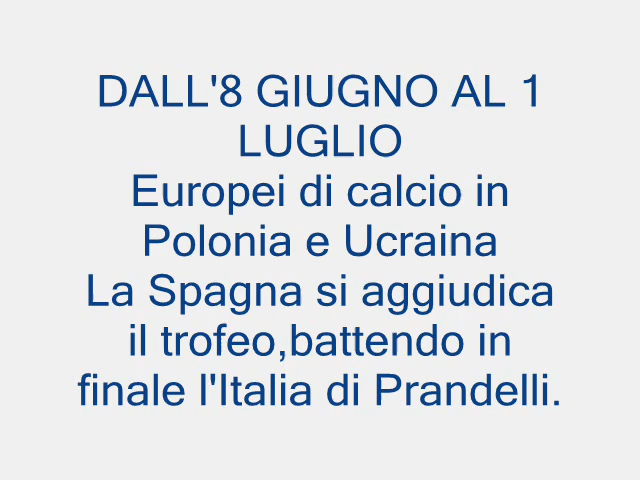 DALL'8 GIUGNO AL 1
LUGLIO
Europei di calcio in
Polonia e Ucraina
La Spagna si aggiudica
il trofeo,battendo in
finale l'Italia di Prandelli.